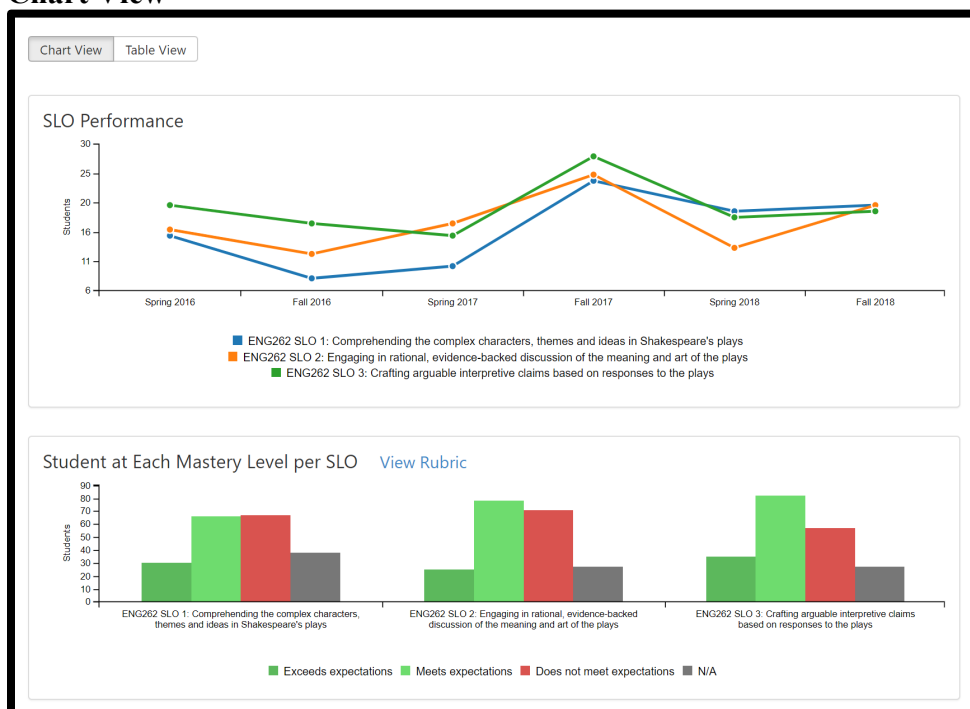 Chart View
Chart View Table View
SLO Performance
30
25
20
16
11
6
Students
Spring 2016 Fall 2016 Spring 2017 Fall 2017 Spring 2018 Fall 2018
ENG262 SLO 1: Comprehending the complex characters, themes and ideas in Shakespeare's plays
ENG262 SLO 2: Engaging in rational, evidence-backed discussion of the meaning and art of the plays
ENG262 SLO 3: Crafting arguable interpretive claims based on responses to the plays
Student at Each Mastery Level per SLO View Rubric
90
80
70
60
50
40
30
20
10
0
Students
ENG262 SLO 1: Comprehending the complex characters,
themes and ideas in Shakespeare's plays
ENG262 SLO 2: Engaging in rational, evidence-backed
discussion of the meaning and art of the plays
ENG262 SLO 3: Crafting arguable interpretive claims
based on responses to the plays
Exceeds expectations Meets expectations Does not meet expectations N/A